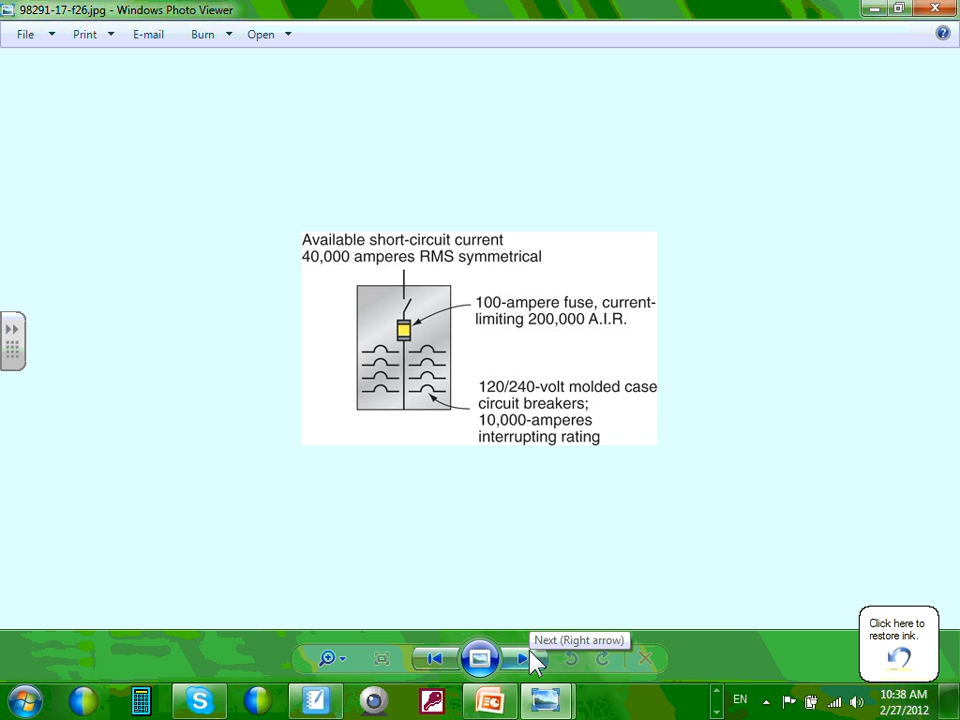 98291-17-f26.jpg - Windows Photo Viewer
File Print E-mail Burn Open
Available short-circuit current
40,000 amperes RMS symmetrical
100-ampere fuse, current-
limiting 200,000 A.I.R.
120/240-volt molded case
circuit breakers;
10,000-amperes
interrupting rating
Click here to
restore ink.
Next (Right arrow)
EN
10:38 AM
2/27/2012